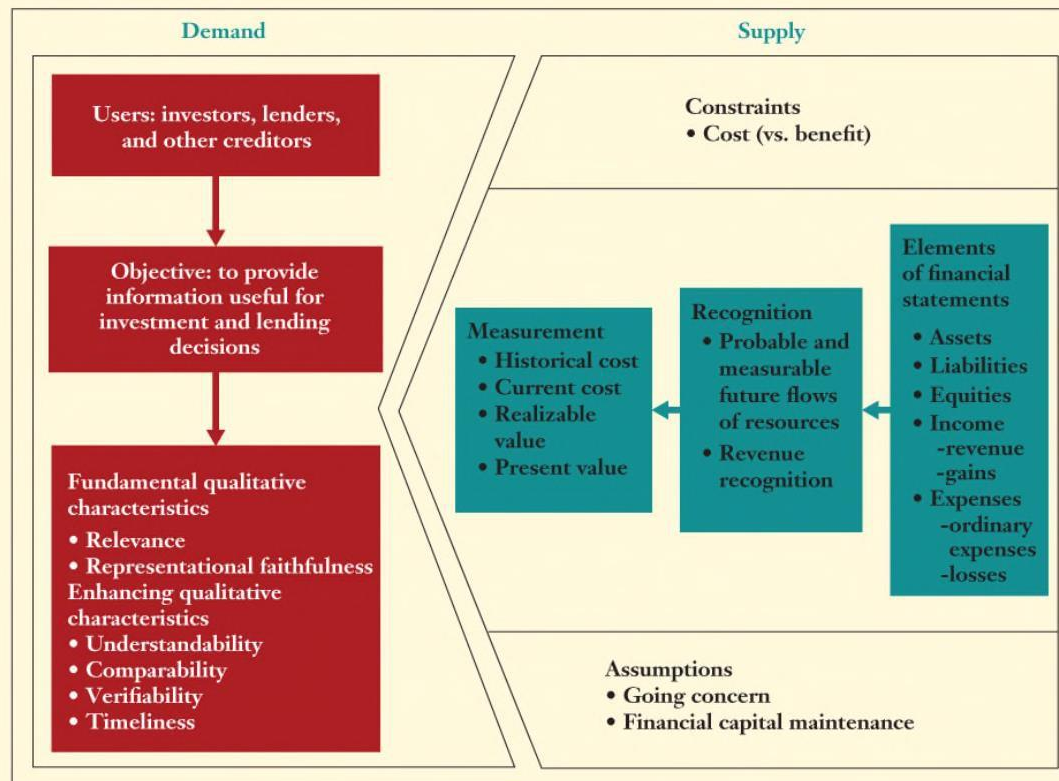 Demand
Users: investors, lenders,
and other creditors
Objective: to provide
information useful for
investment and lending
decisions
Fundamental qualitative
characteristics
• Relevance
• Representational faithfulness
Enhancing qualitative
characteristics
• Understandability
• Comparability
• Verifiability
• Timeliness
Supply
Constraints
• Cost (vs. benefit)
Measurement
• Historical cost
• Current cost
• Realizable
value
• Present value
Recognition
• Probable and
measurable
future flows
of resources
• Revenue
recognition
Elements
of financial
statements
• Assets
• Liabilities
• Equities
• Income
-revenue
-gains
• Expenses
-ordinary
expenses
-losses
Assumptions
• Going concern
• Financial capital maintenance